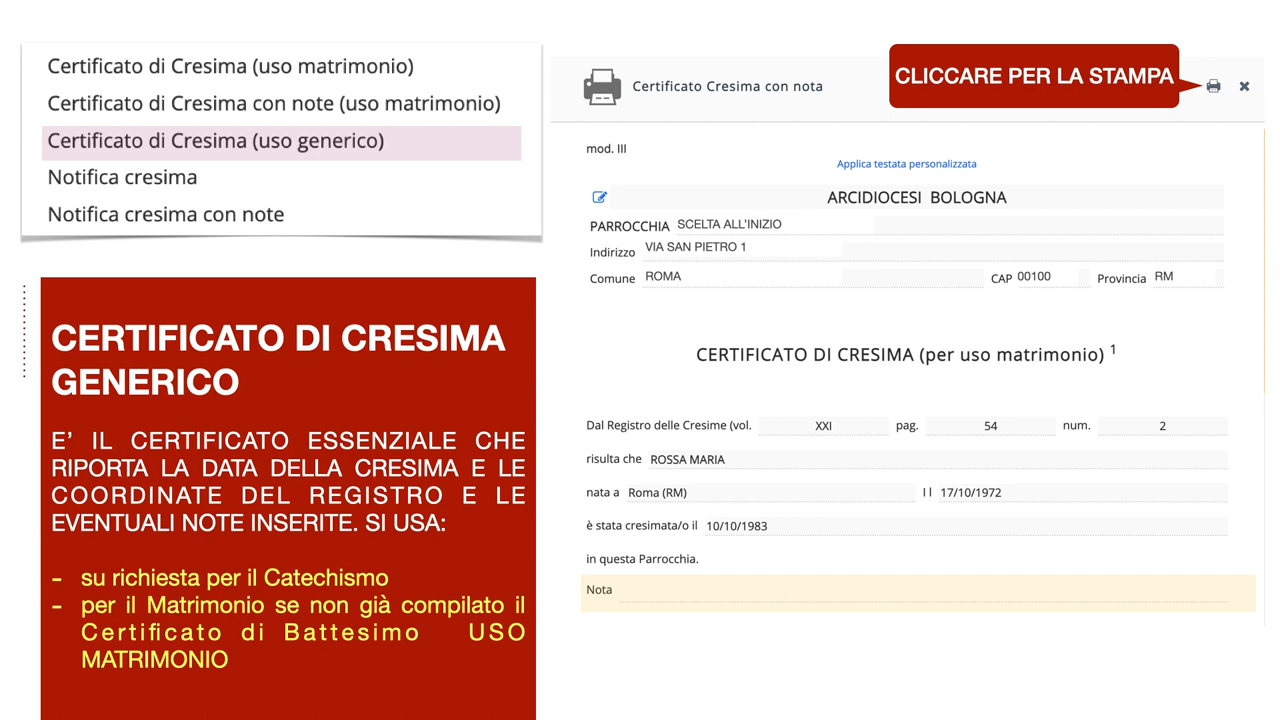 Certificato di Cresima (uso matrimonio)
Certificato di Cresima con note (uso matrimonio)
Certificato di Cresima (uso generico)
Notifica cresima
Notifica cresima con note
CERTIFICATO DI CRESIMA
GENERICO
E’ IL CERTIFICATO ESSENZIALE CHE
RIPORTA LA DATA DELLA CRESIMA E LE
COORDINATE DEL REGISTRO E LE
EVENTUALI NOTE INSERITE. SI USA:
- su richiesta per il Catechismo
- per il Matrimonio se non già compilato il
Certificato di Battesimo USO
MATRIMONIO
Certificato Cresima con nota
CLICCARE PER LA STAMPA
mod. III
Applica testata personalizzata
ARCIDIOCESI BOLOGNA
PARROCCHIA SCELTA ALL'INIZIO
Indirizzo VIA SAN PIETRO 1
Comune ROMA CAP 00100 Provincia RM
CERTIFICATO DI CRESIMA (per uso matrimonio) 1
Dal Registro delle Cresime (vol. XXI pag. 54 num. 2
risulta che ROSSA MARIA
nata a Roma (RM) I l 17/10/1972
è stata cresimata/o il 10/10/1983
in questa Parrocchia.
Nota